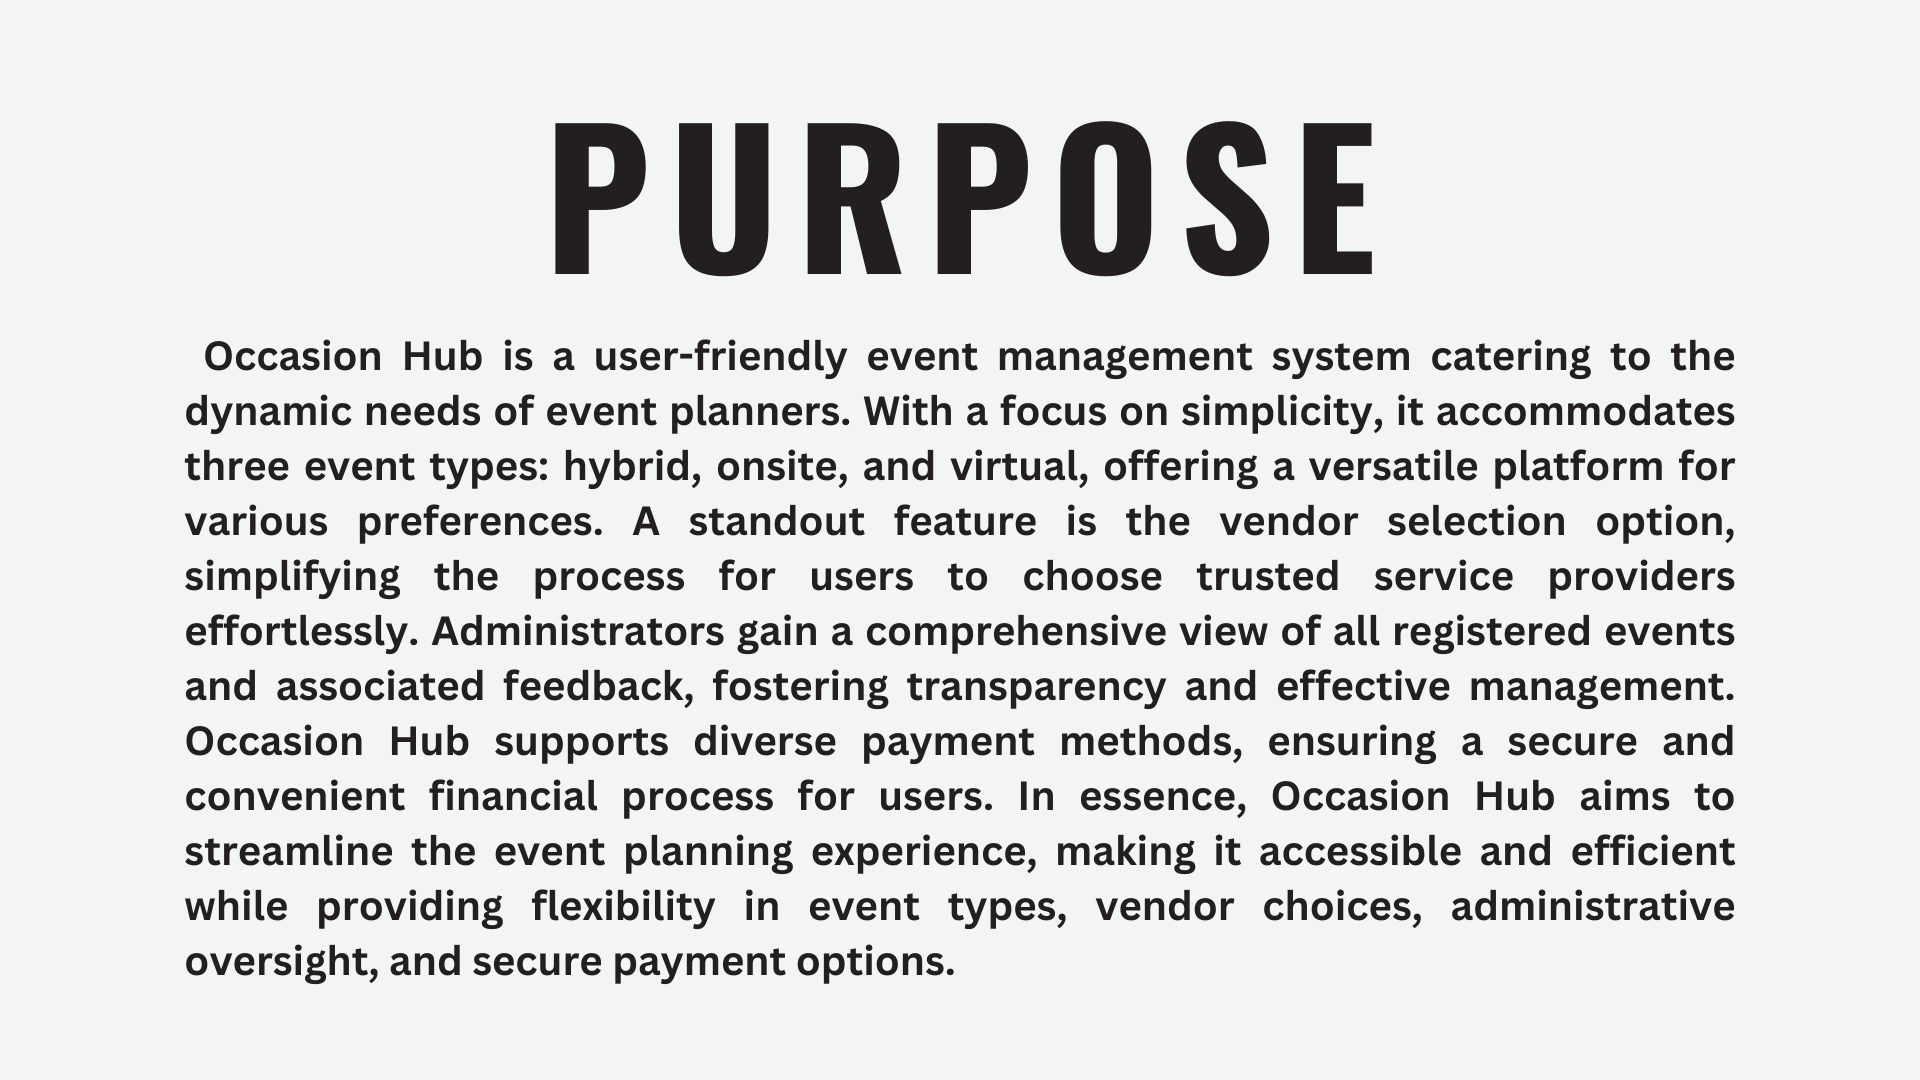 PURPOSE
Occasion Hub is a user-friendly event management system catering to the
dynamic needs of event planners. With a focus on simplicity, it accommodates
three event types: hybrid, onsite, and virtual, offering a versatile platform for
various preferences. A standout feature is the vendor selection option,
simplifying the process for users to choose trusted service providers
effortlessly. Administrators gain a comprehensive view of all registered events
and associated feedback, fostering transparency and effective management.
Occasion Hub supports diverse payment methods, ensuring a secure and
convenient financial process for users. In essence, Occasion Hub aims to
streamline the event planning experience, making it accessible and efficient
while providing flexibility in event types, vendor choices, administrative
oversight, and secure payment options.